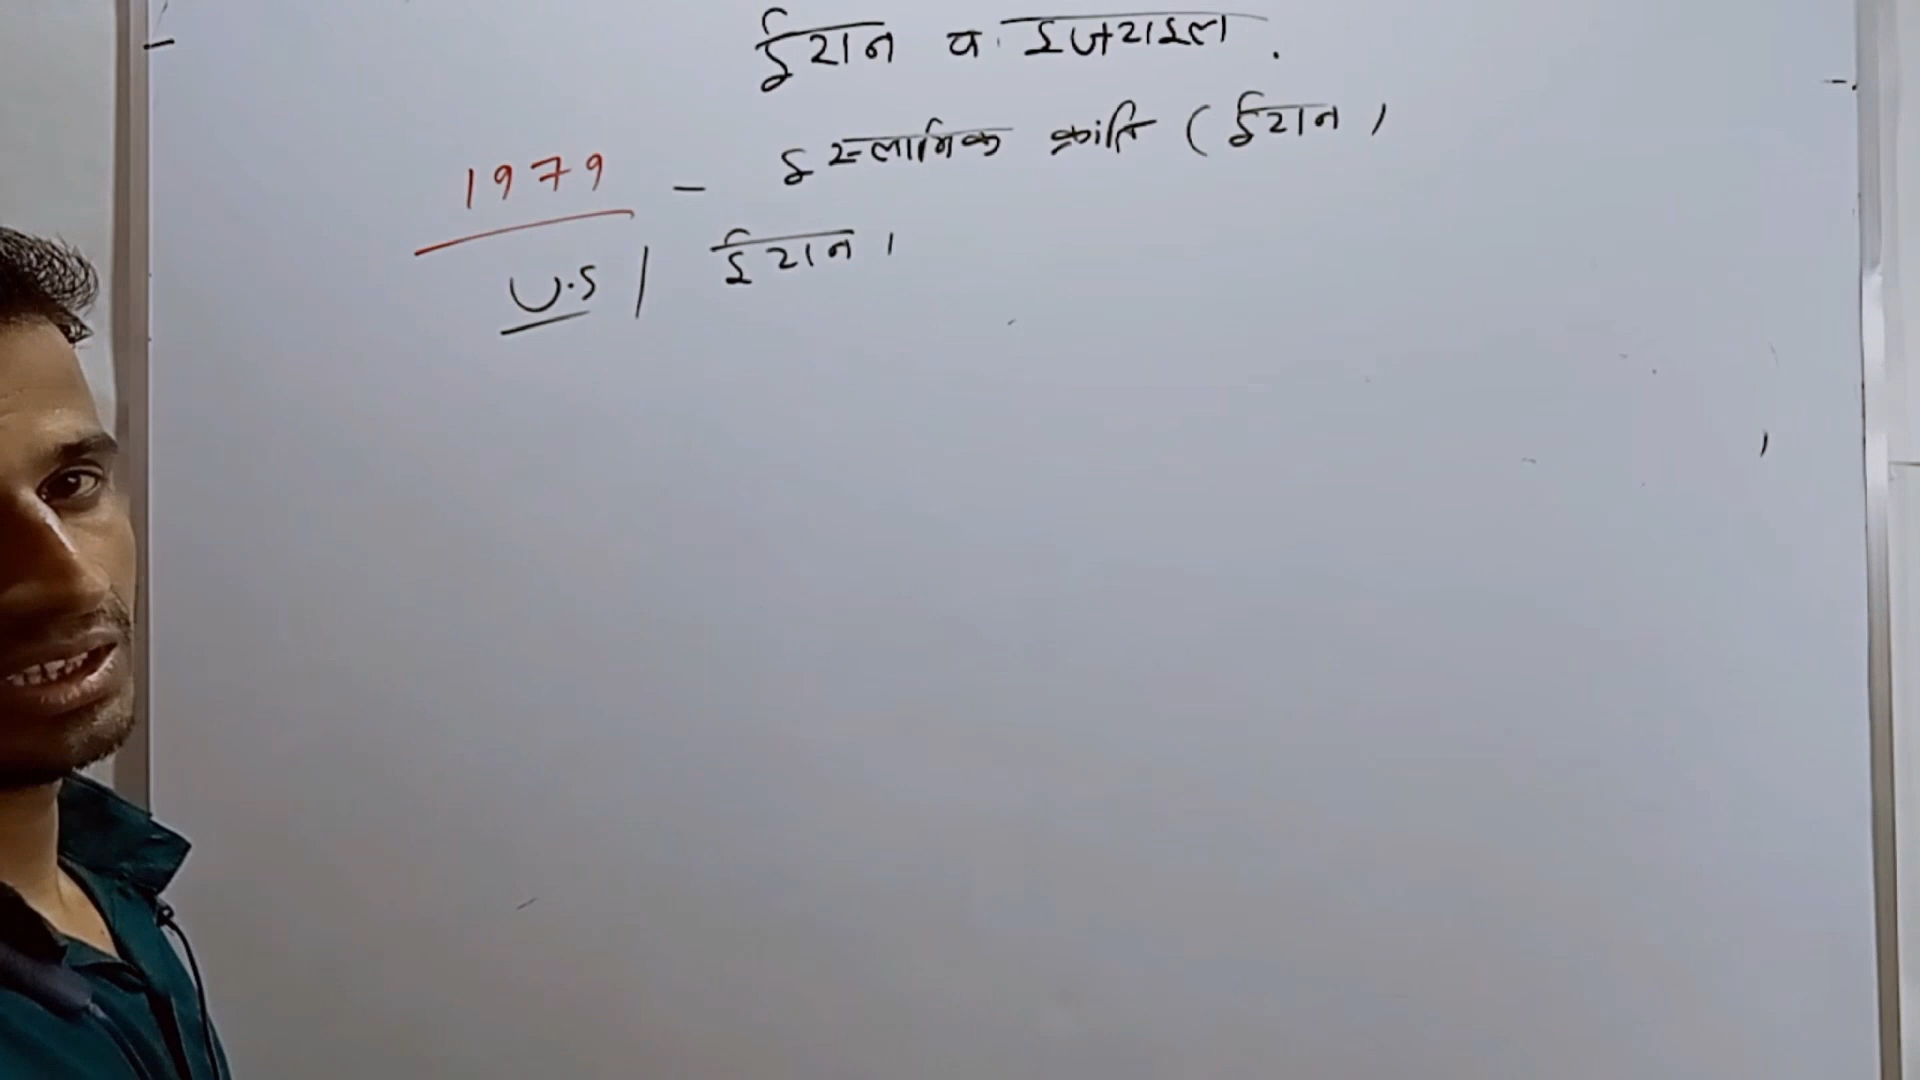 ईरान व इजराइल .
1979 - इस्लामिक क्रांति ( ईरान )
U.S / ईरान ।